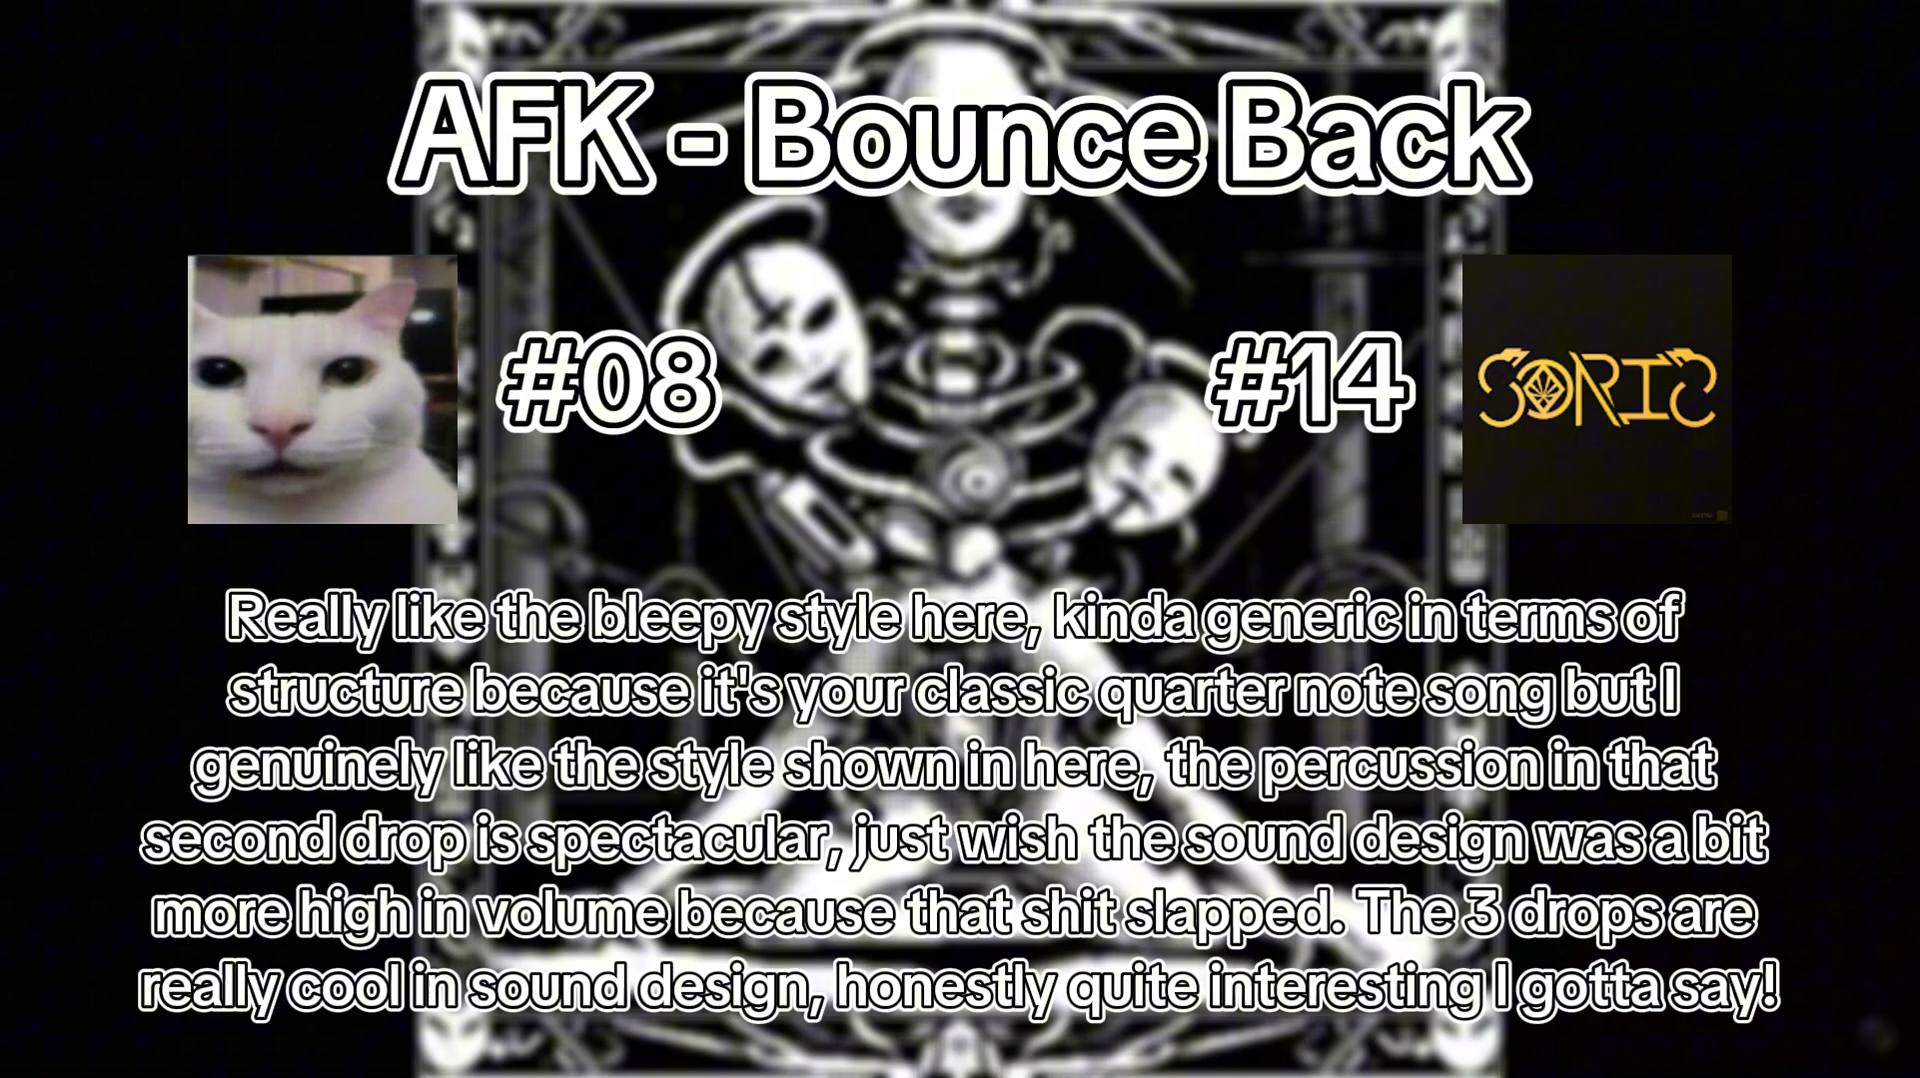 AFK - Bounce Back
#08
#14
SORIS
Really like the bleepy style here, kinda generic in terms of
structure because it's your classic quarter note song but I
genuinely like the style shown in here, the percussion in that
second drop is spectacular, just wish the sound design was a bit
more high in volume because that shit slapped. The 3 drops are
really cool in sound design, honestly quite interesting I gotta say!